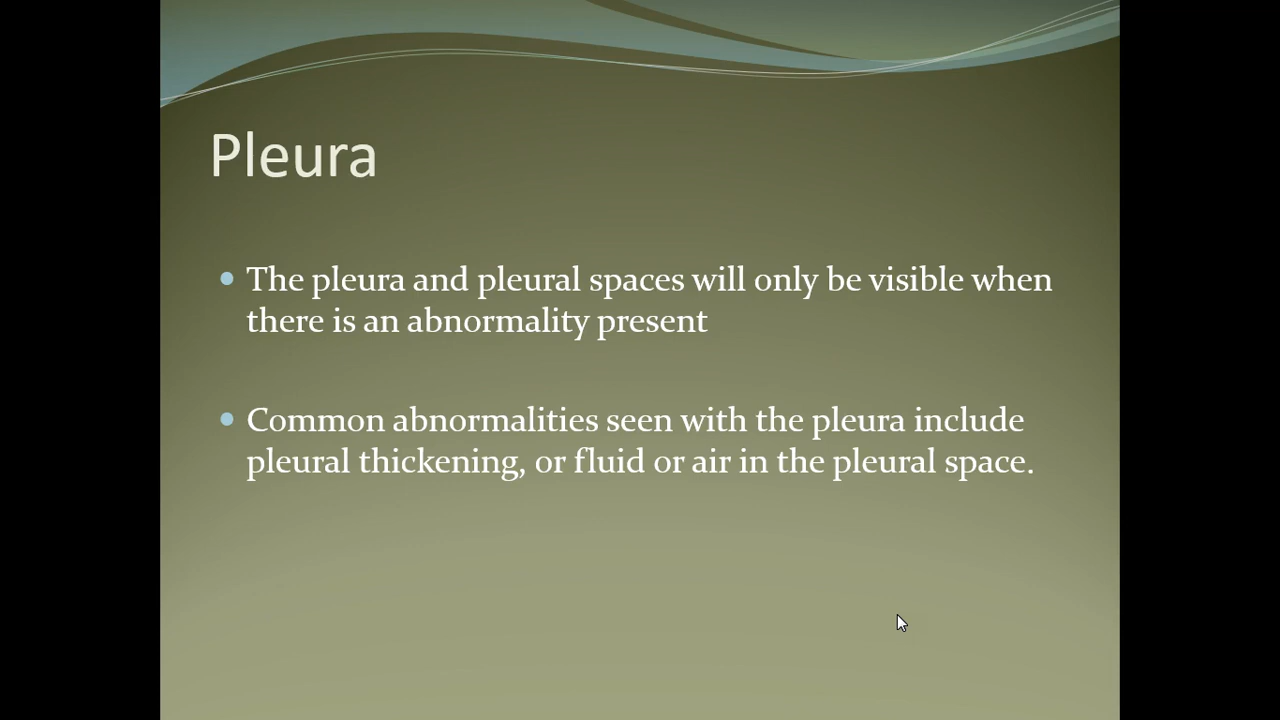 Pleura
The pleura and pleural spaces will only be visible when
there is an abnormality present
Common abnormalities seen with the pleura include
pleural thickening, or fluid or air in the pleural space.